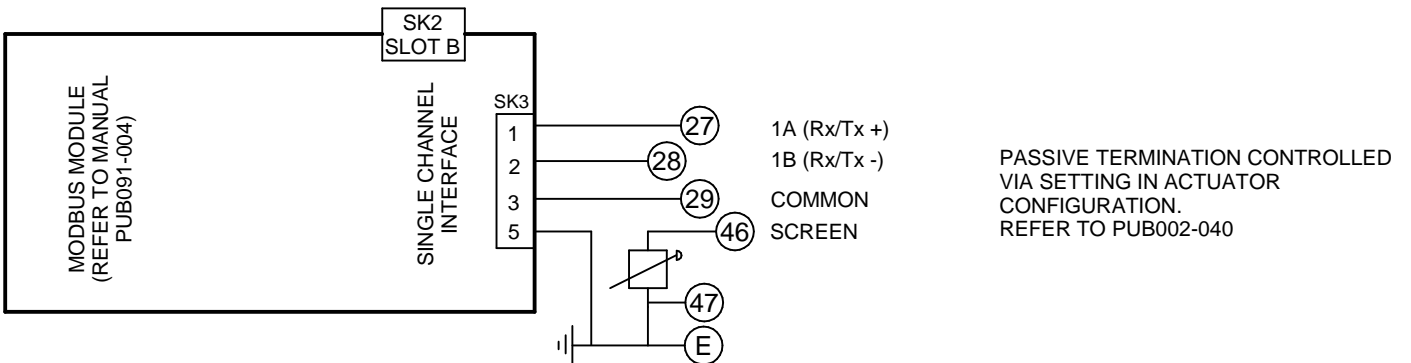 SK2
SLOT B
MODBUS MODULE
(REFER TO MANUAL
PUB091-004)
SINGLE CHANNEL
INTERFACE
SK3
1
2
3
5
27
1A (Rx/Tx +)
28
1B (Rx/Tx -)
29
COMMON
46
SCREEN
47
E
PASSIVE TERMINATION CONTROLLED
VIA SETTING IN ACTUATOR
CONFIGURATION.
REFER TO PUB002-040